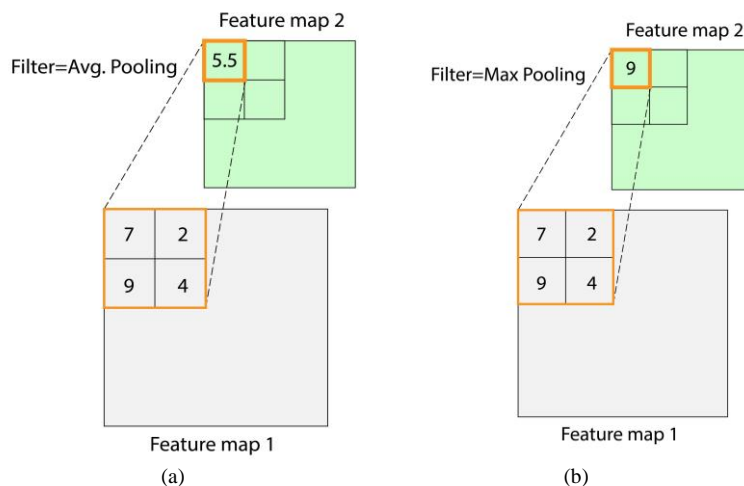 Feature map 2
Filter=Avg. Pooling
5.5
7 2
9 4
Feature map 1
(a)
Feature map 2
Filter=Max Pooling
9
7 2
9 4
Feature map 1
(b)